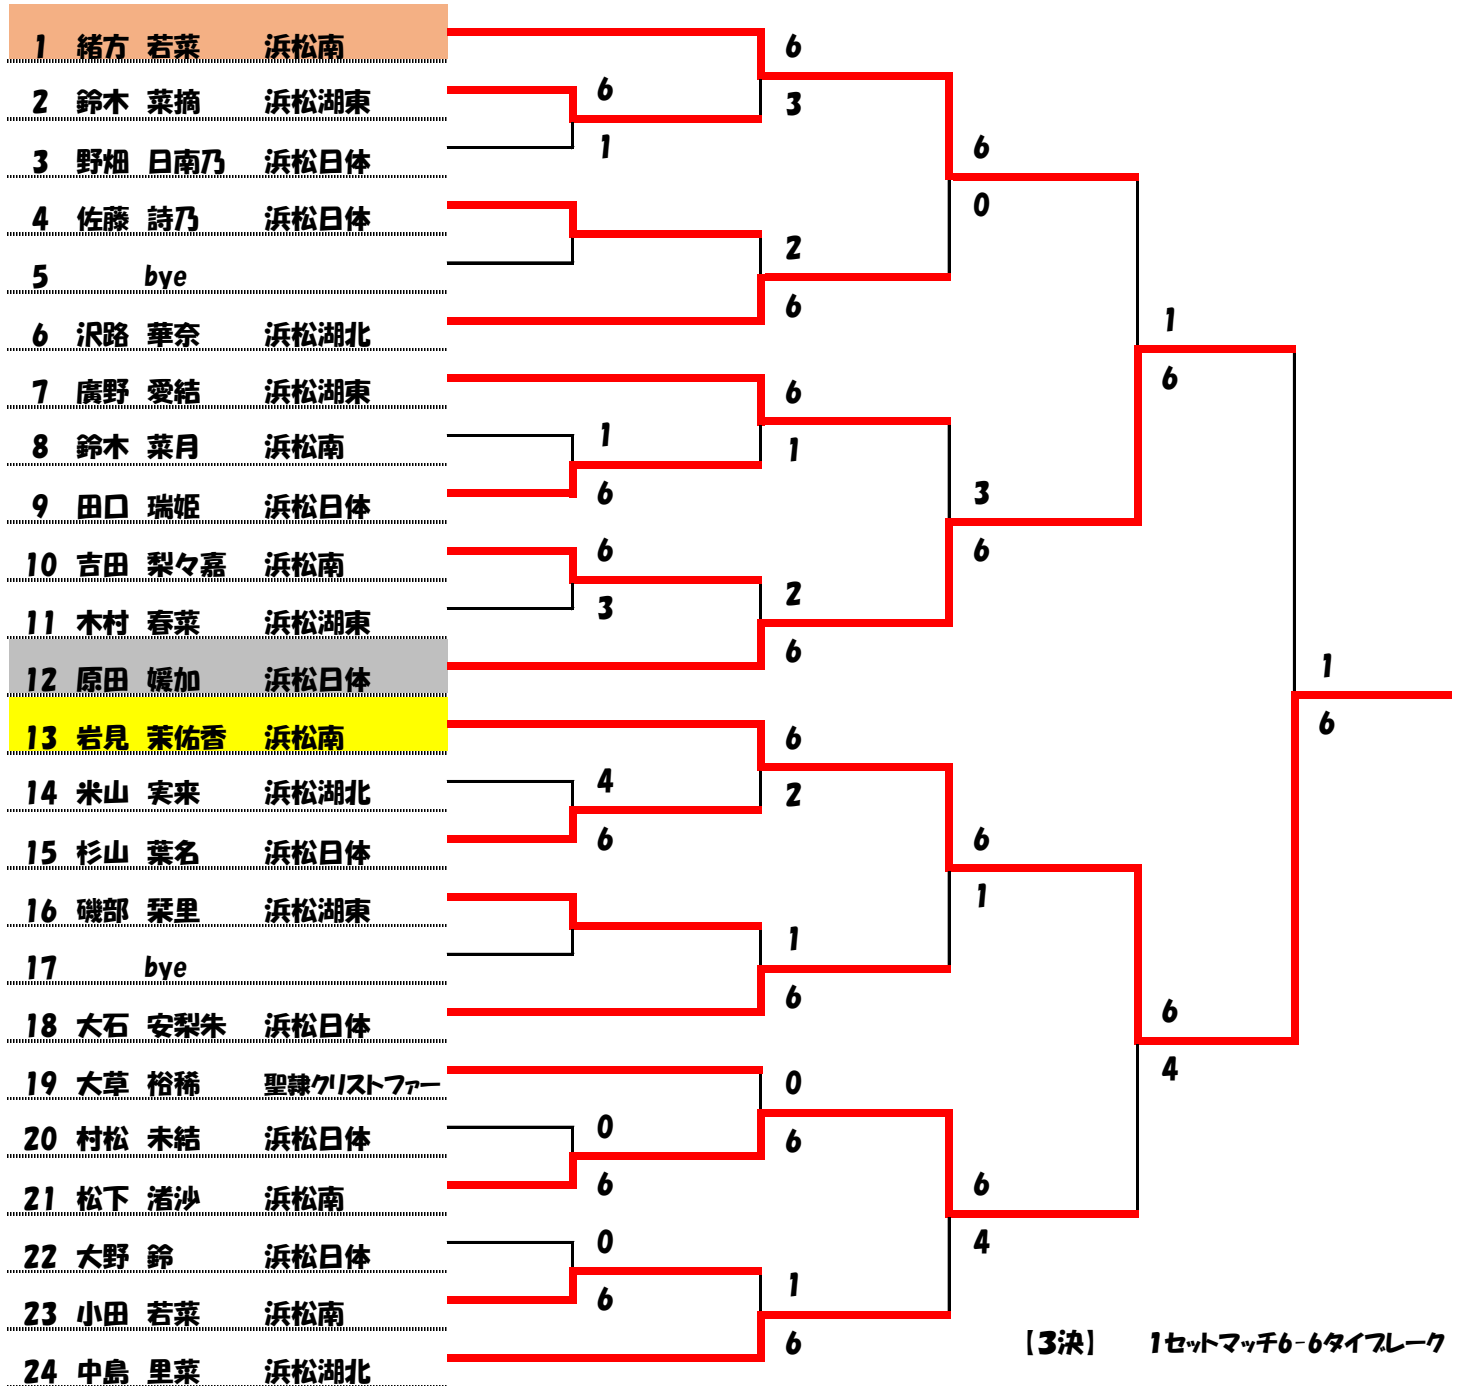 1 緒方 若菜 浜松南
6
6
2 鈴木 菜摘 浜松湖東
3
1
6
3 野畑 日南乃 浜松日体
0
4 佐藤 詩乃 浜松日体
2
5 bye
6
1
6 沢路 華奈 浜松湖北
6
7 廣野 愛結 浜松湖東
6
1
8 鈴木 菜月 浜松南
1
6
3
9 田口 瑞姫 浜松日体
6
6
10 吉田 梨々嘉 浜松南
2
3
11 木村 春菜 浜松湖東
6
1
12 原田 媛加 浜松日体
6
13 岩見 茉佑香 浜松南
6
4
14 米山 実来 浜松湖北
2
6
6
15 杉山 葉名 浜松日体
1
16 磯部 栞里 浜松湖東
1
17 bye
6
6
18 大石 安梨朱 浜松日体
4
19 大草 裕稀 聖隷クリストファー
0
0
20 村松 未結 浜松日体
6
6
6
21 松下 渚沙 浜松南
0
4
22 大野 鈴 浜松日体
1
6
23 小田 若菜 浜松南
6
【3決】 1セットマッチ6-6タイブレーク
24 中島 里菜 浜松湖北